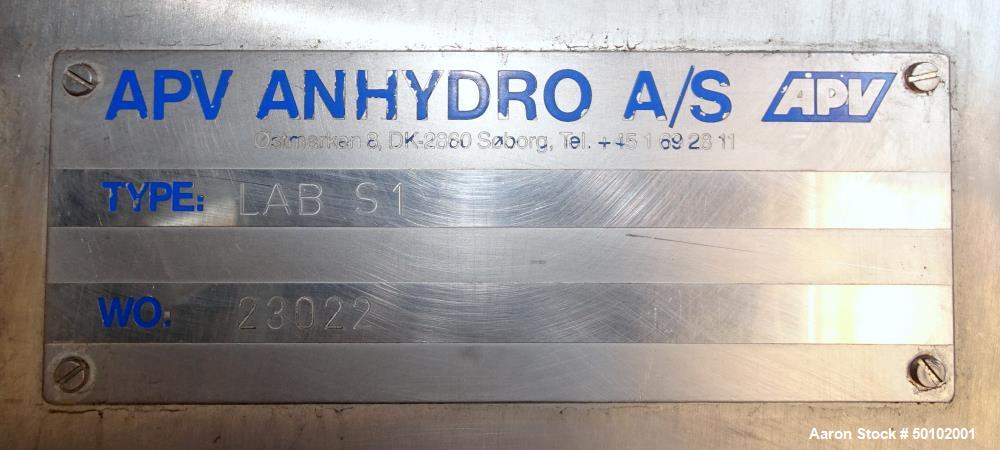 APV ANHYDRO A/S APV
Østmarken 8, DK-2860 Søborg, Tel. +45 1 69 28 11
TYPE: LAB S1
WO: 23022
Aaron Stock # 50102001